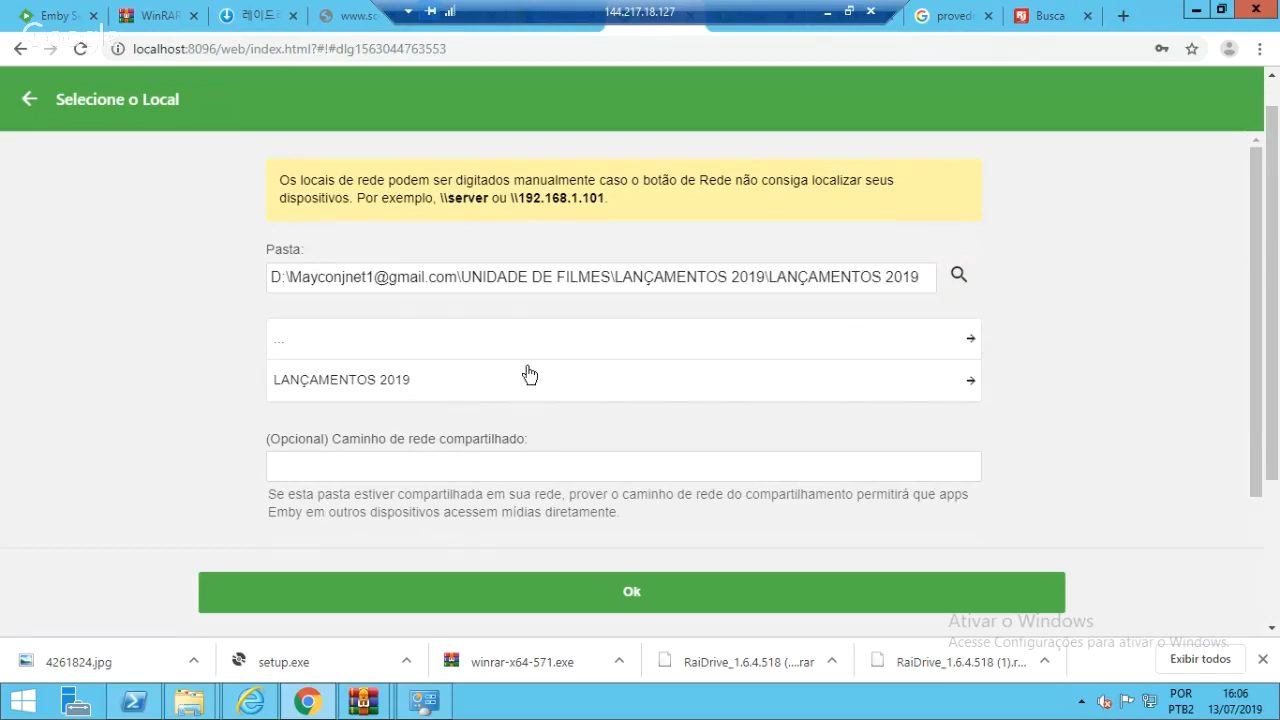 Emby Se
WinRAR
레이드
www.sc
144.217.18.127
provedo
Busca
localhost:8096/web/index.html?#!#dlg1563044763553
Selecione o Local
Os locais de rede podem ser digitados manualmente caso o botão de Rede não consiga localizar seus
dispositivos. Por exemplo, \\server ou \\192.168.1.101.
Pasta:
D:\Mayconjnet1@gmail.com\UNIDADE DE FILMES\LANÇAMENTOS 2019\LANÇAMENTOS 2019
...
LANÇAMENTOS 2019
(Opcional) Caminho de rede compartilhado:
Se esta pasta estiver compartilhada em sua rede, prover o caminho de rede do compartilhamento permitirá que apps
Emby em outros dispositivos acessem mídias diretamente.
Ok
Ativar o Windows
Acesse Configurações para ativar o Windows.
4261824.jpg
setup.exe
winrar-x64-571.exe
RaiDrive_1.6.4.518 (....rar
RaiDrive_1.6.4.518 (1).r...
Exibir todos
POR
PTB2
16:06
13/07/2019